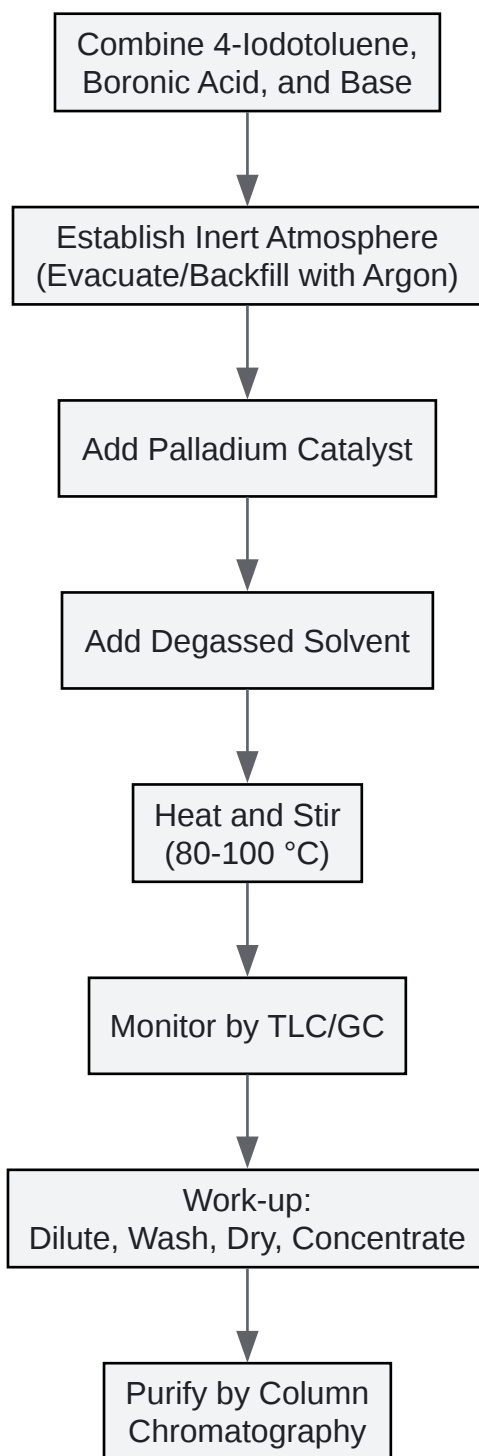 Combine 4-Iodotoluene,
Boronic Acid, and Base
Establish Inert Atmosphere
(Evacuate/Backfill with Argon)
Add Palladium Catalyst
Add Degassed Solvent
Heat and Stir
(80-100 °C)
Monitor by TLC/GC
Work-up:
Dilute, Wash, Dry, Concentrate
Purify by Column
Chromatography